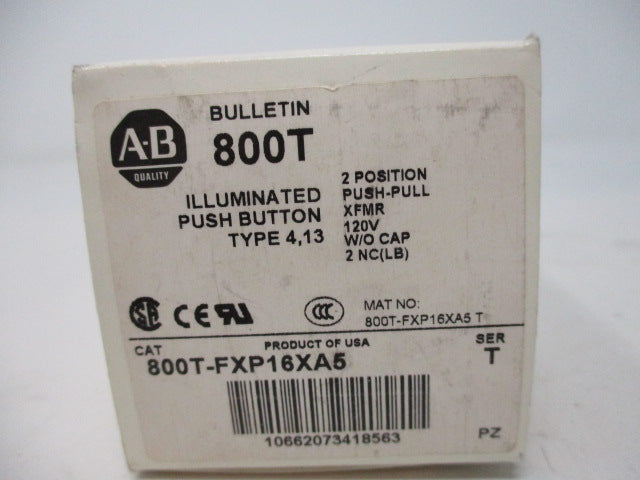 A-B
QUALITY
BULLETIN
800T
ILLUMINATED
PUSH BUTTON
TYPE 4,13
2 POSITION
PUSH-PULL
XFMR
120V
W/O CAP
2 NC(LB)
MAT NO:
800T-FXP16XA5 T
PRODUCT OF USA
CAT
800T-FXP16XA5
SER
T
10662073418563
PZ